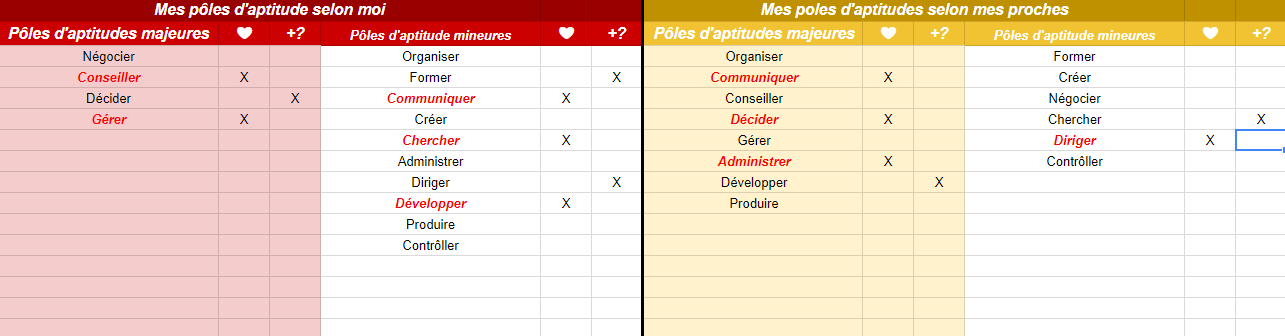 Mes pôles d'aptitude selon moi Mes poles d'aptitudes selon mes proches
Pôles d'aptitudes majeures ♥ +? Pôles d'aptitude mineures ♥ +? Pôles d'aptitudes majeures ♥ +? Pôles d'aptitude mineures ♥ +?
Négocier Organiser Organiser Former
Conseiller X Former X Communiquer X Créer
Décider X Communiquer X Conseiller Négocier
Gérer X Créer Décider X Chercher X
Chercher X Gérer Diriger X
Administrer Administrer X Contrôller
Diriger X Développer X
Développer X Produire
Produire
Contrôller